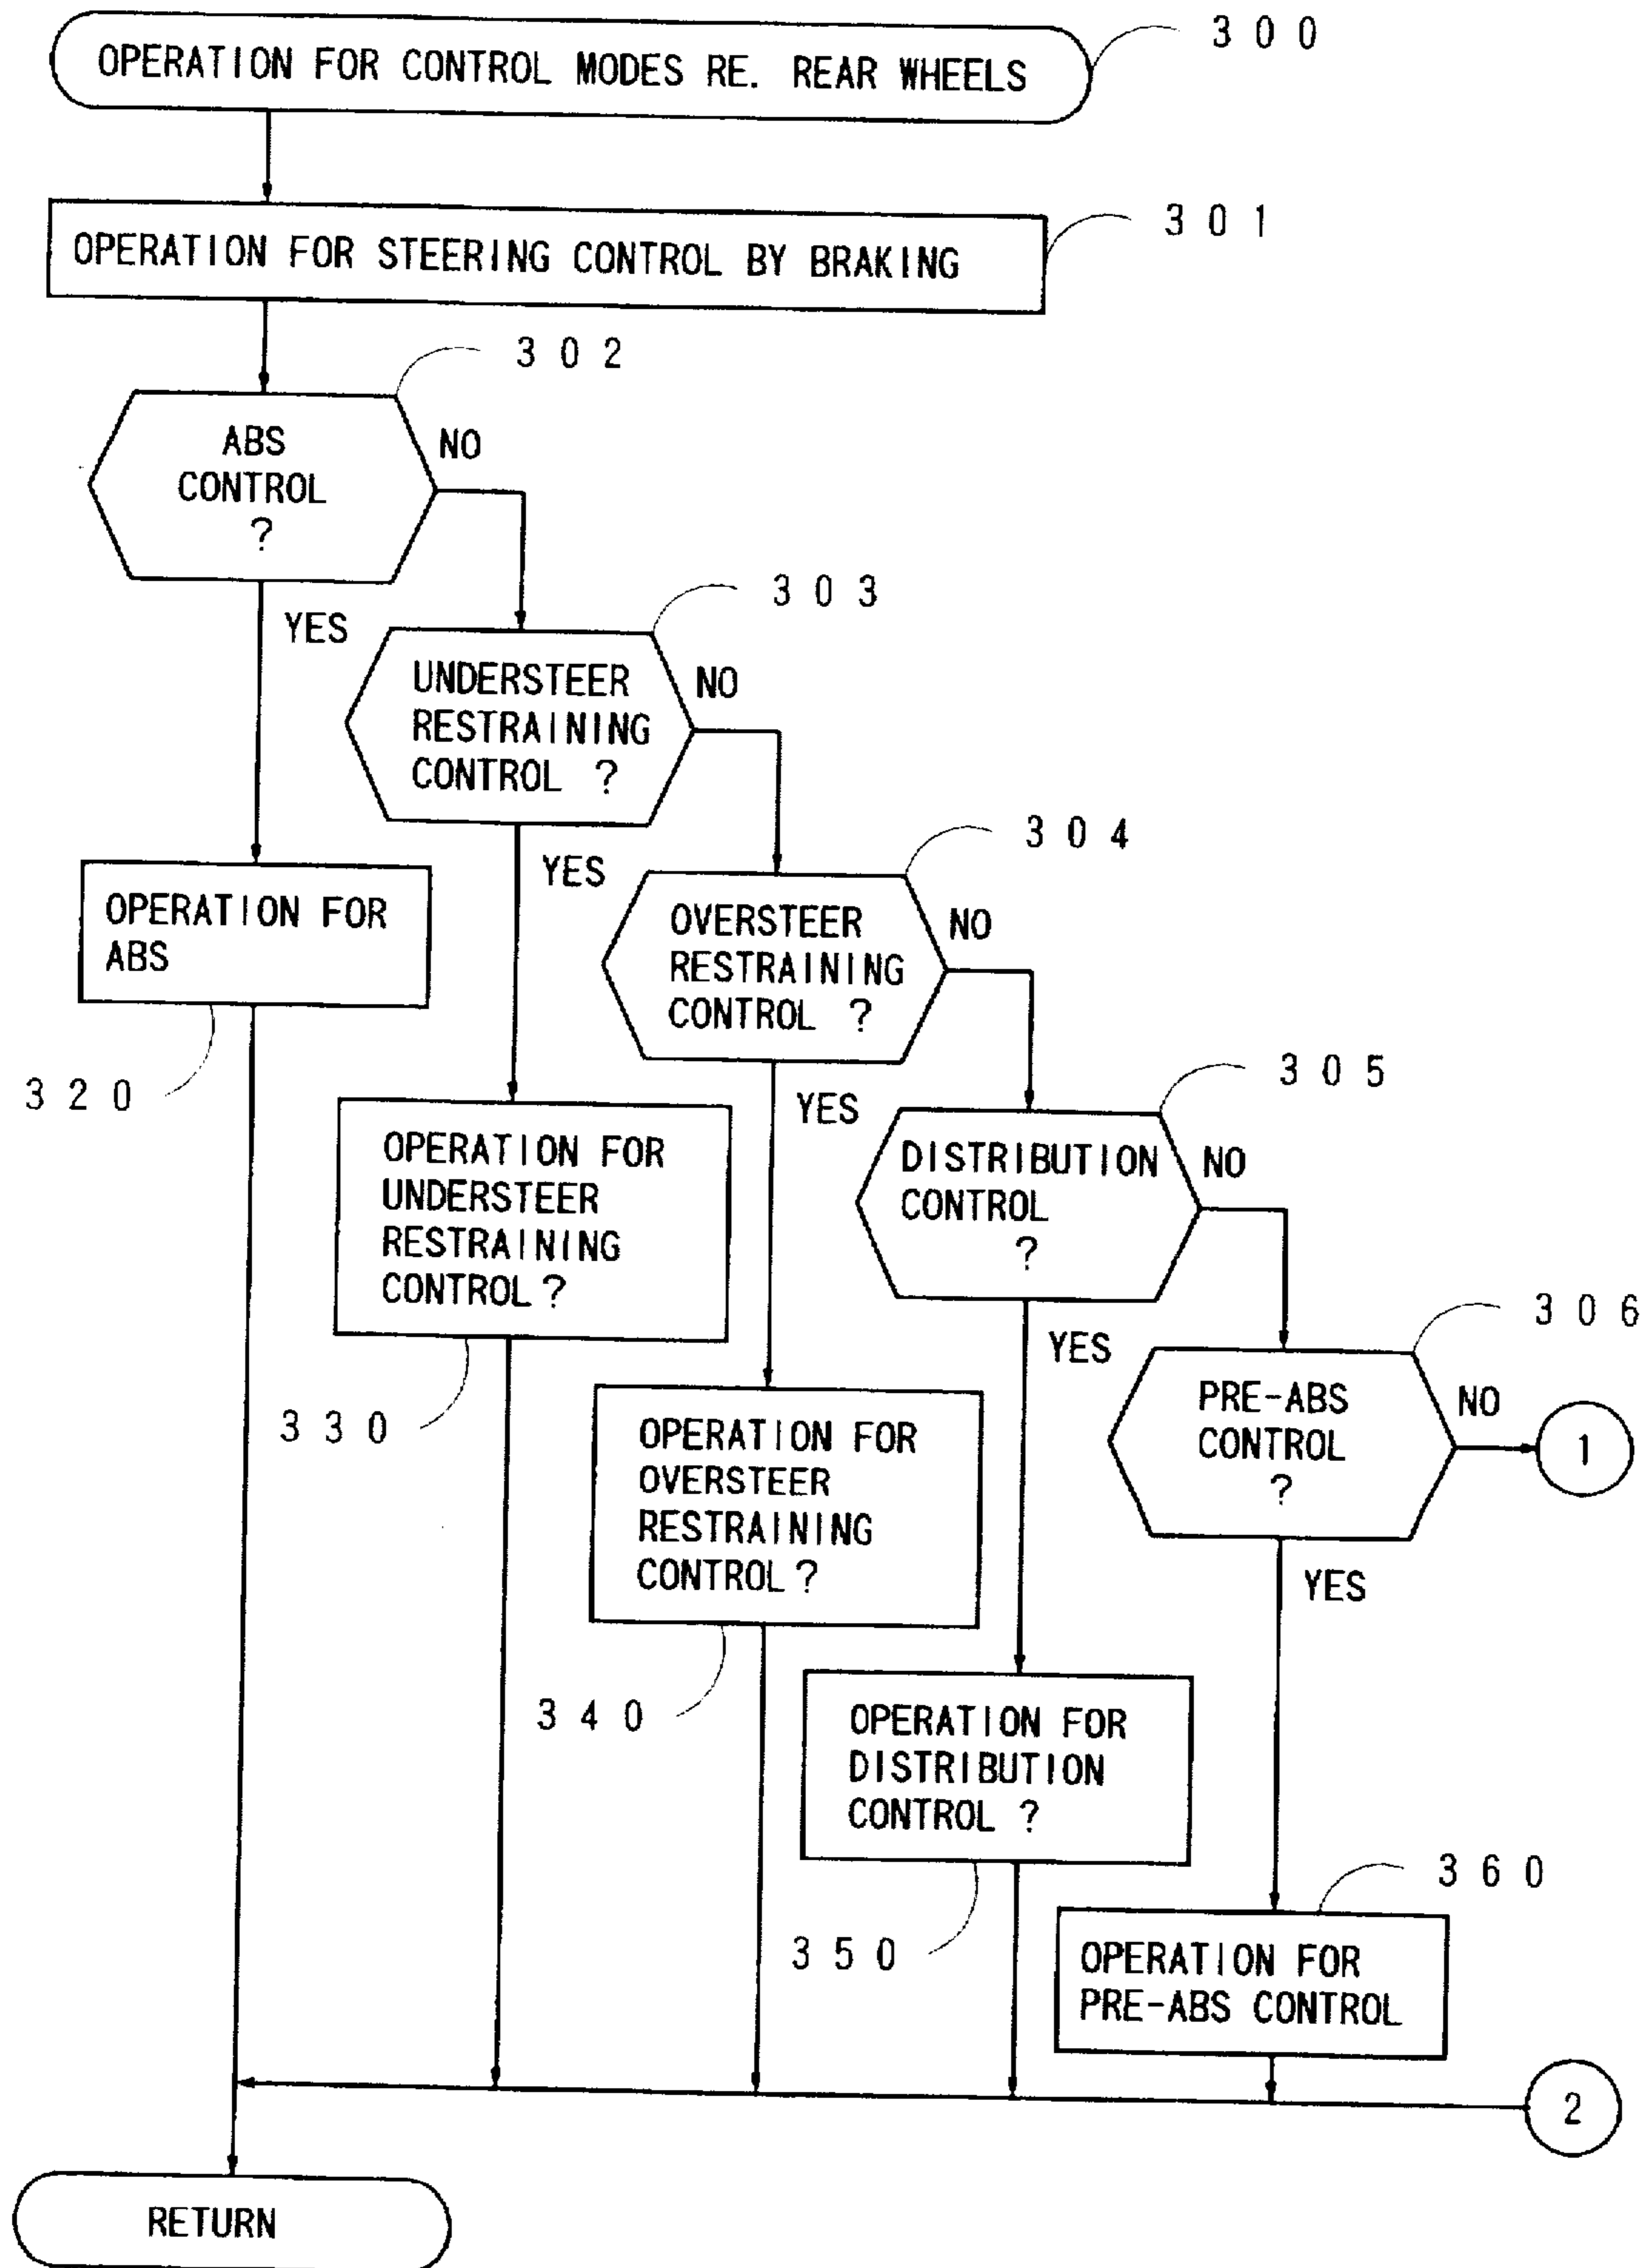 OPERATION FOR CONTROL MODES RE. REAR WHEELS
300
OPERATION FOR STEERING CONTROL BY BRAKING
301
302
ABS
CONTROL
?
NO
YES
303
UNDERSTEER
RESTRAINING
CONTROL ?
NO
YES
304
OVERSTEER
RESTRAINING
CONTROL ?
NO
YES
305
DISTRIBUTION
CONTROL
?
NO
YES
306
PRE-ABS
CONTROL
?
NO
1
YES
OPERATION FOR
ABS
320
OPERATION FOR
UNDERSTEER
RESTRAINING
CONTROL ?
330
OPERATION FOR
OVERSTEER
RESTRAINING
CONTROL ?
340
OPERATION FOR
DISTRIBUTION
CONTROL ?
350
360
OPERATION FOR
PRE-ABS CONTROL
2
RETURN